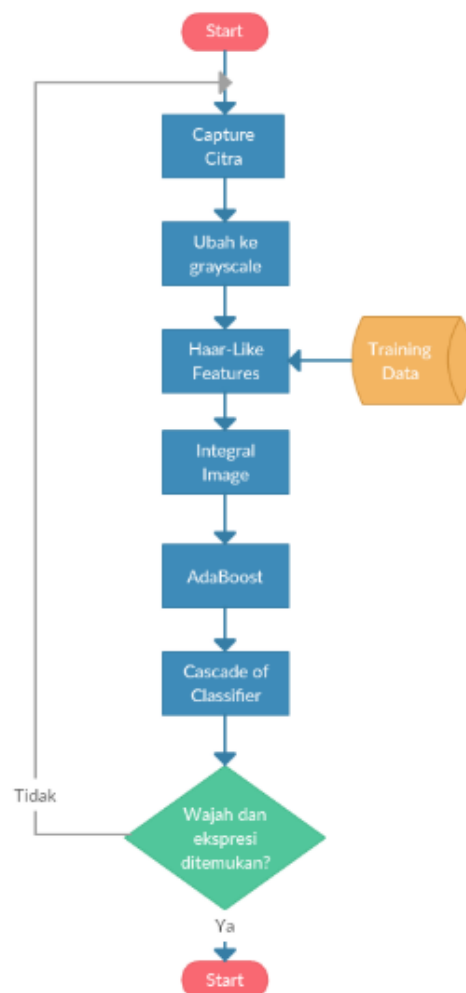 Start
Capture
Citra
Ubah ke
grayscale
Haar-Like
Features
Training
Data
Integral
Image
AdaBoost
Cascade of
Classifier
Tidak
Wajah dan
ekspresi
ditemukan?
Ya
Start